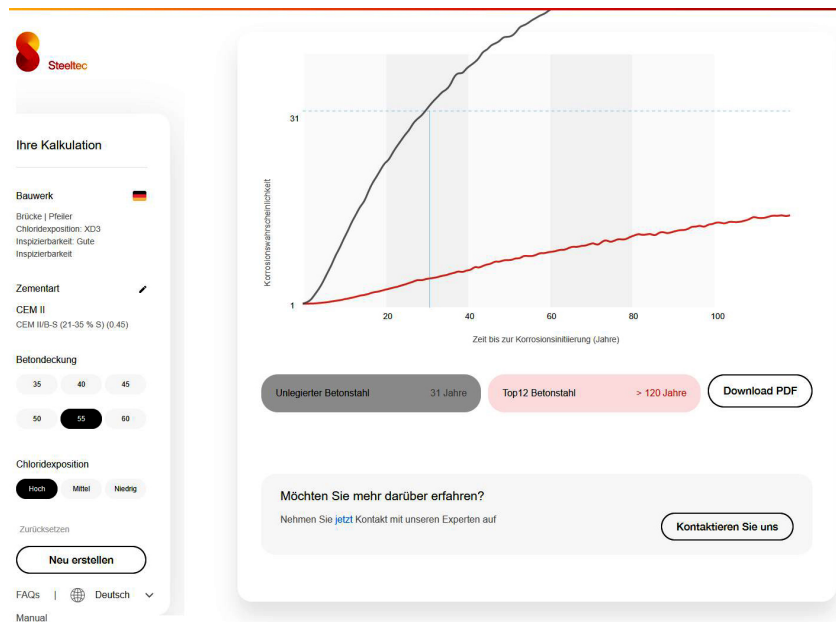 Steeltec
Ihre Kalkulation
Bauwerk
Brücke | Pfeiler
Chloridexposition: XD3
Inspizierbarkeit: Gute
Inspizierbarkeit
Zementart
CEM II
CEM II/B-S (21-35 % S) (0.45)
Betondeckung
35 40 45
50 55 60
Chloridexposition
Hoch Mittel Niedrig
Zurücksetzen
Neu erstellen
FAQs | Deutsch
Manual
Korrosionswahrscheinlichkeit
31
1
20 40 60 80 100
Zeit bis zur Korrosionsinitiierung (Jahre)
Unlegierter Betonstahl 31 Jahre
Top12 Betonstahl > 120 Jahre
Download PDF
Möchten Sie mehr darüber erfahren?
Nehmen Sie jetzt Kontakt mit unseren Experten auf
Kontaktieren Sie uns